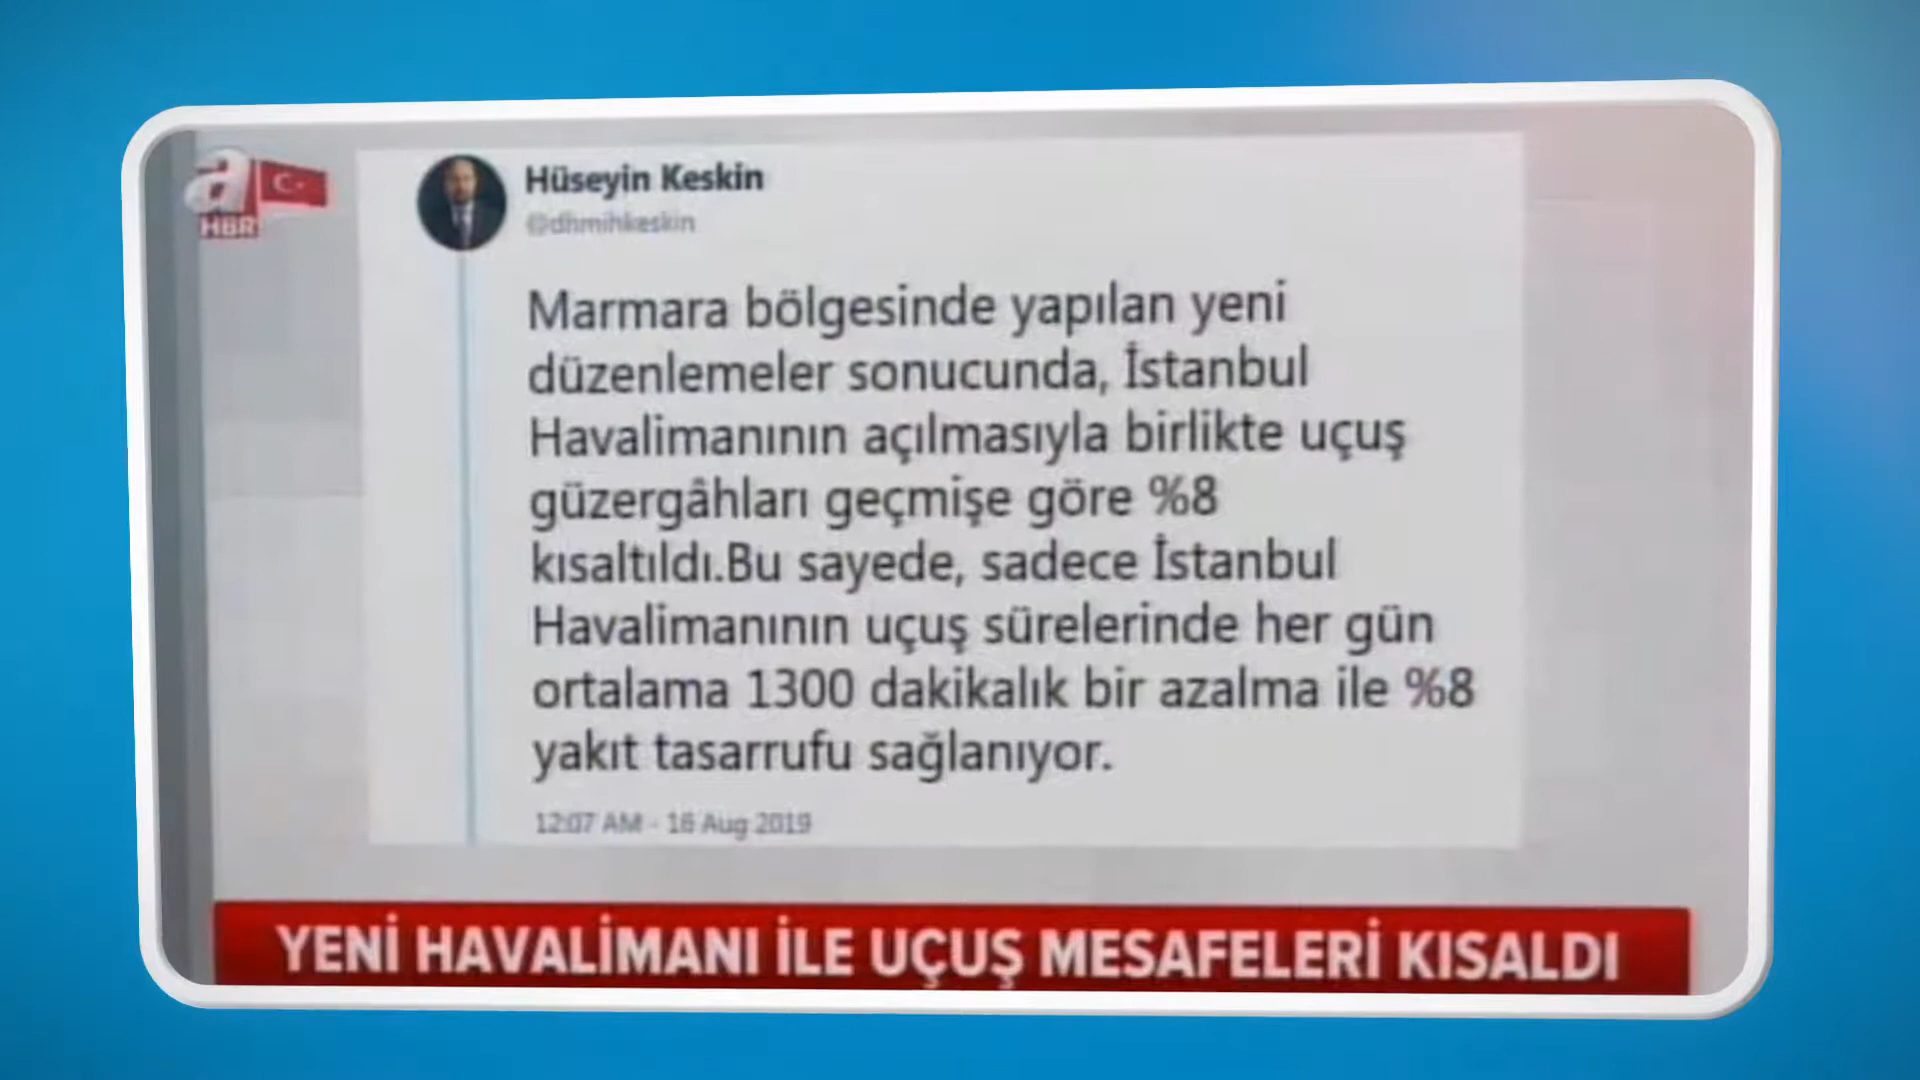 a
HBR
Hüseyin Keskin
@dhmihkeskin
Marmara bölgesinde yapılan yeni
düzenlemeler sonucunda, İstanbul
Havalimanının açılmasıyla birlikte uçuş
güzergâhları geçmişe göre %8
kısaltıldı.Bu sayede, sadece İstanbul
Havalimanının uçuş sürelerinde her gün
ortalama 1300 dakikalık bir azalma ile %8
yakıt tasarrufu sağlanıyor.
12:07 AM - 16 Aug 2019
YENİ HAVALİMANI İLE UÇUŞ MESAFELERİ KISALDI